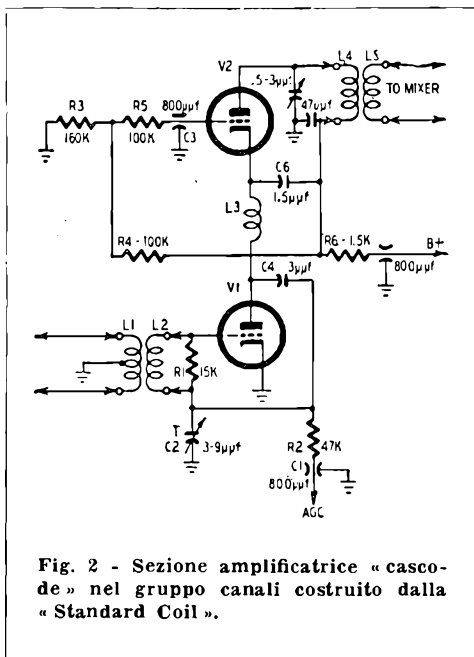 V2
L4
L5
.5-3µµf
TO MIXER
47µµf
R3
160K
R5
100K
800µµf
C3
C6
1.5µµf
L3
R4-100K
R6-1.5K
B+
800µµf
C4
3µµf
V1
L1
L2
R1
15K
T
C2
3-9µµf
R2
47K
C1
800µµf
AGC
Fig. 2 - Sezione amplificatrice « casco-
de » nel gruppo canali costruito dalla
« Standard Coil ».